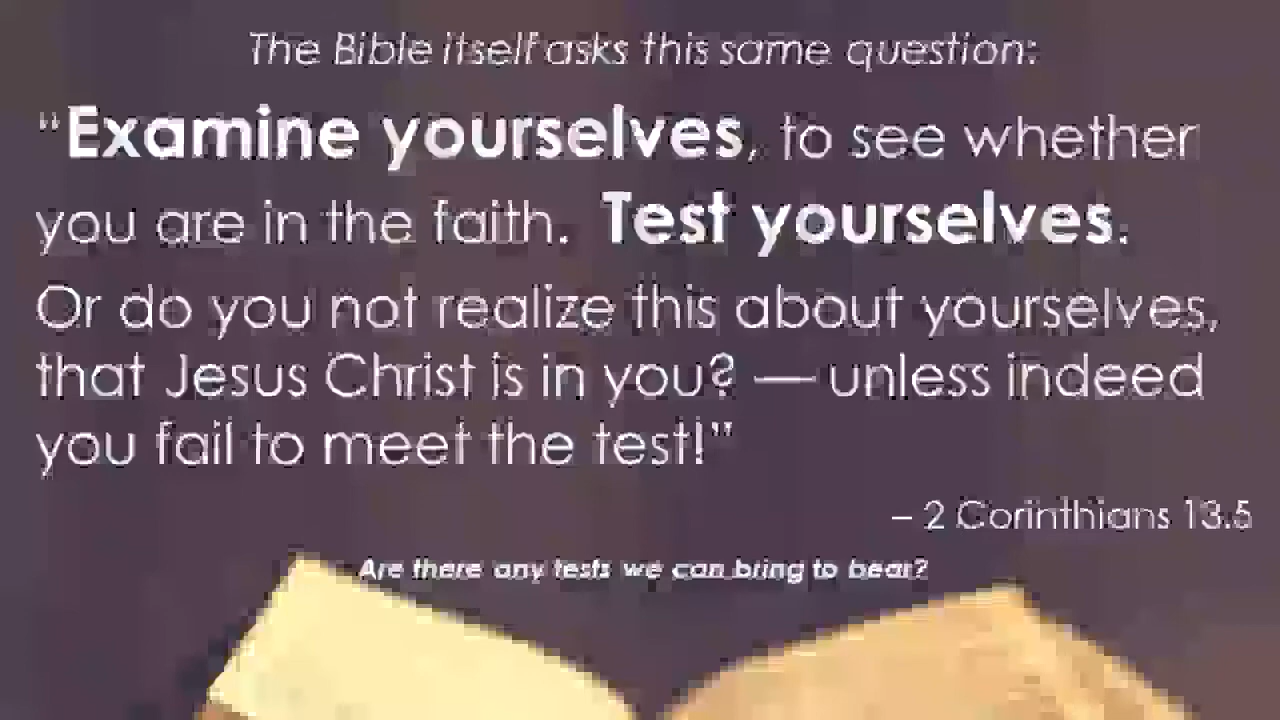 The Bible itself asks this same question:
“Examine yourselves, to see whether
you are in the faith.  Test yourselves.
Or do you not realize this about yourselves,
that Jesus Christ is in you? — unless indeed
you fail to meet the test!”
– 2 Corinthians 13.5
Are there any tests we can bring to bear?